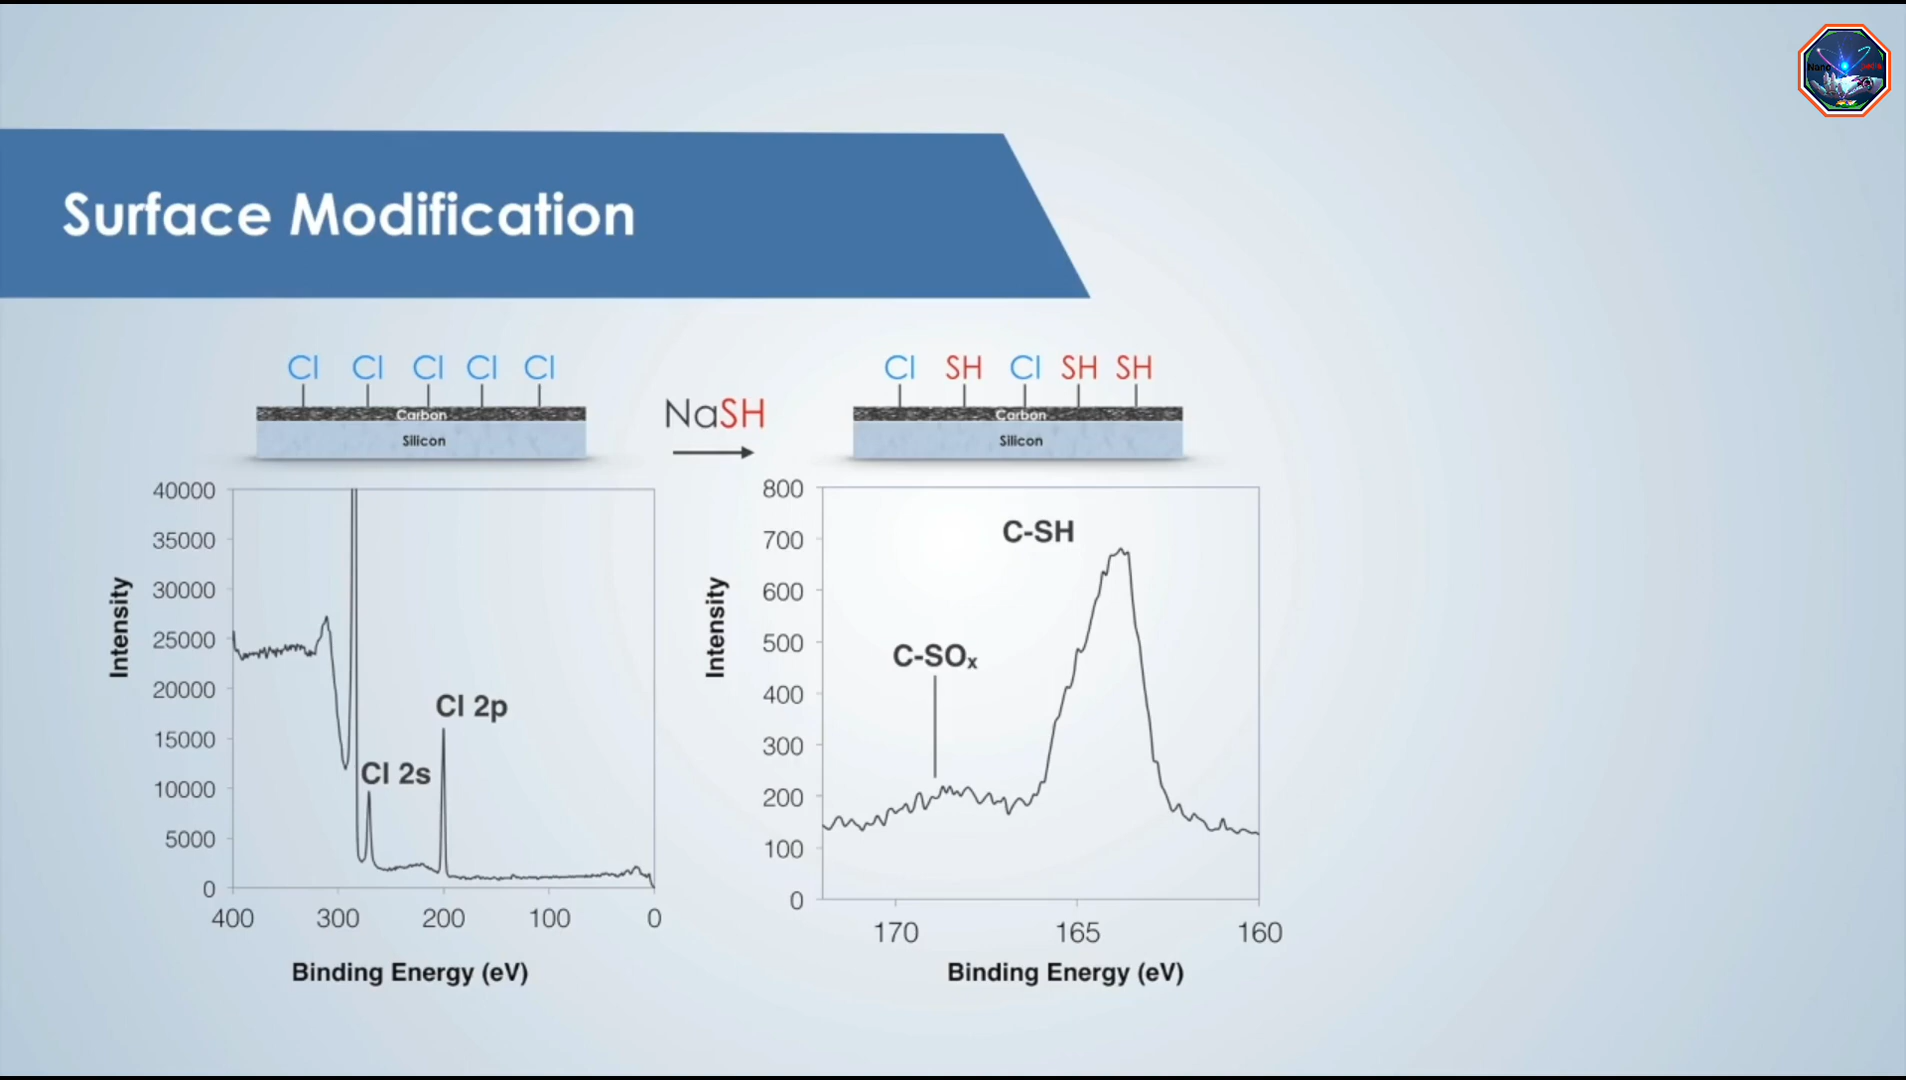 Nano
Surface Modification
Cl Cl Cl Cl Cl
Carbon
Silicon
NaSH
Cl SH Cl SH SH
Carbon
Silicon
40000
35000
30000
25000
20000
15000
10000
5000
0
Intensity
Cl 2s
Cl 2p
400 300 200 100 0
Binding Energy (eV)
800
700
600
500
400
300
200
100
0
Intensity
C-SH
C-SOₓ
170 165 160
Binding Energy (eV)